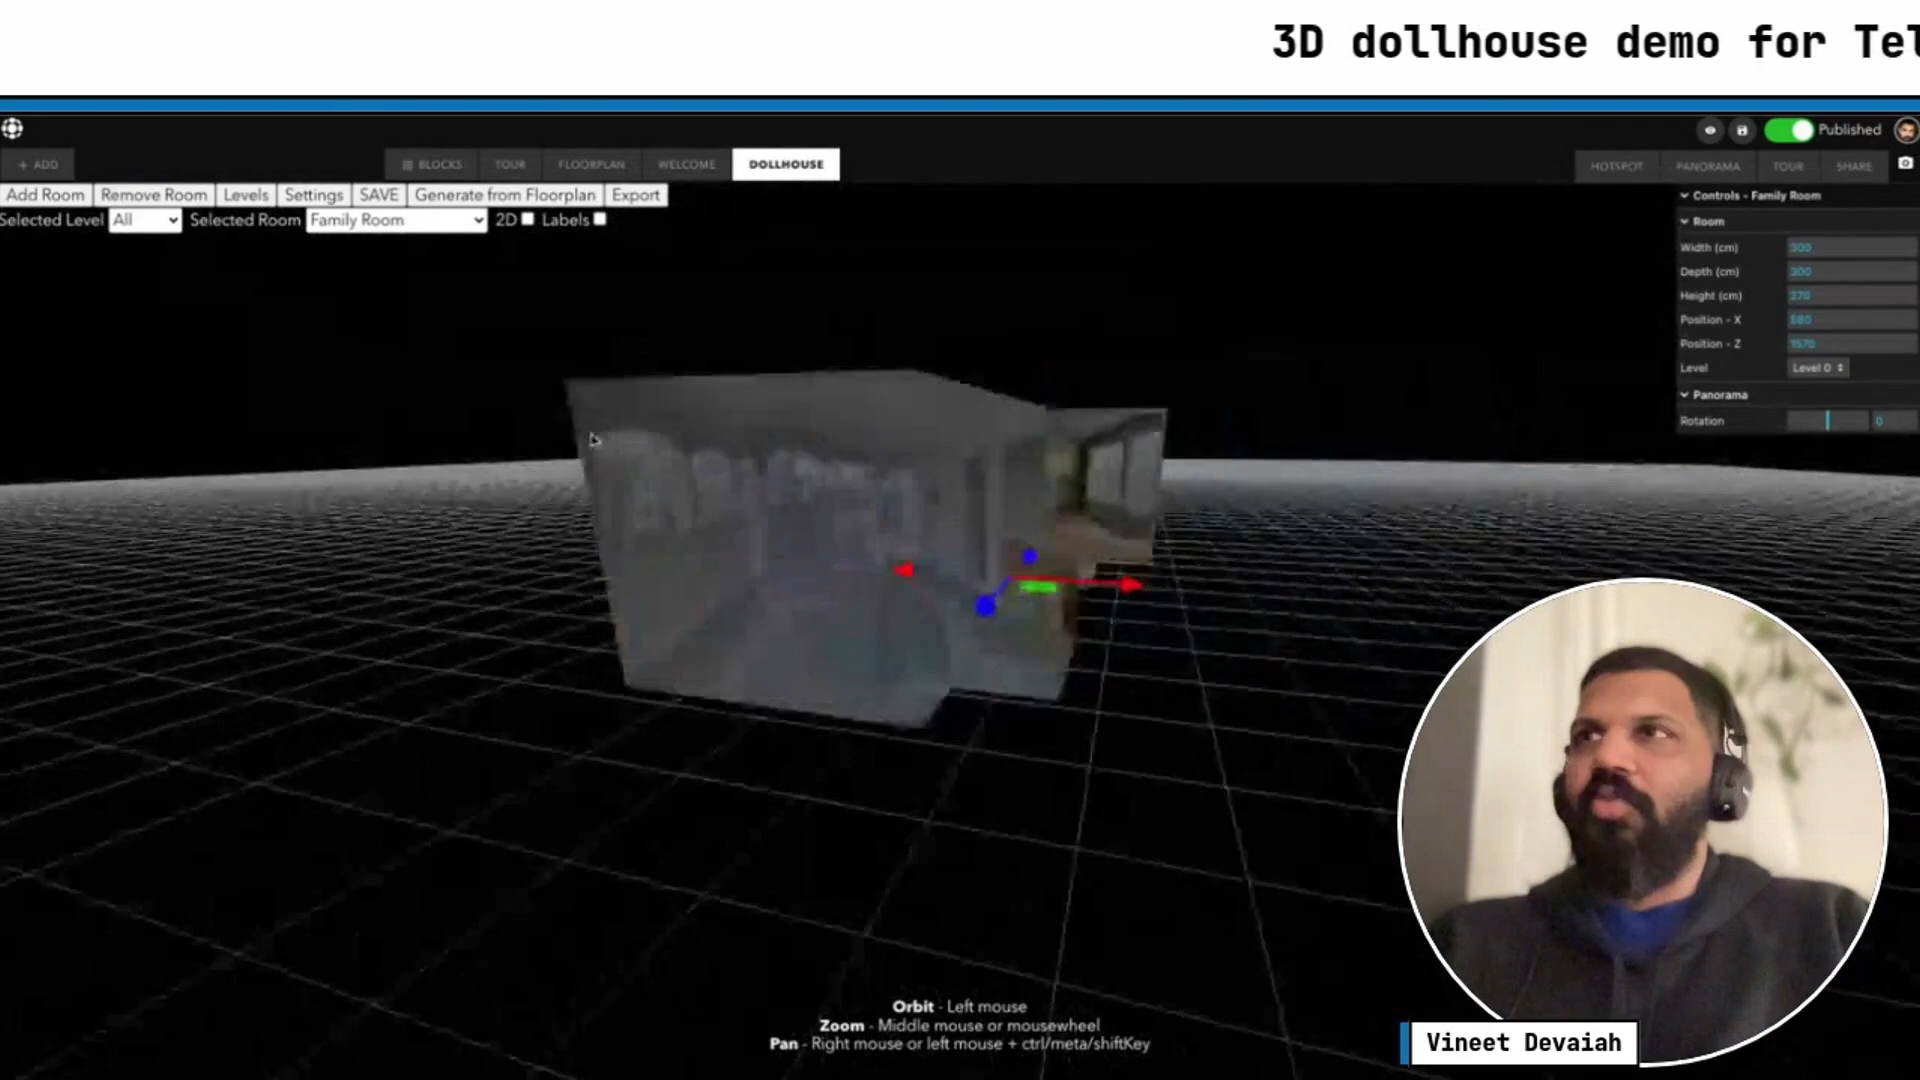 3D dollhouse demo for Tel
Published
+ ADD
BLOCKS TOUR FLOORPLAN WELCOME DOLLHOUSE
HOTSPOT PANORAMA TOUR SHARE
Add Room Remove Room Levels Settings SAVE Generate from Floorplan Export
Selected Level All Selected Room Family Room 2D Labels
Controls - Family Room
Room
Width (cm) 300
Depth (cm) 300
Height (cm) 270
Position - X 580
Position - Z 1570
Level Level 0
Panorama
Rotation 0
Orbit - Left mouse
Zoom - Middle mouse or mousewheel
Pan - Right mouse or left mouse + ctrl/meta/shiftKey
Vineet Devaiah